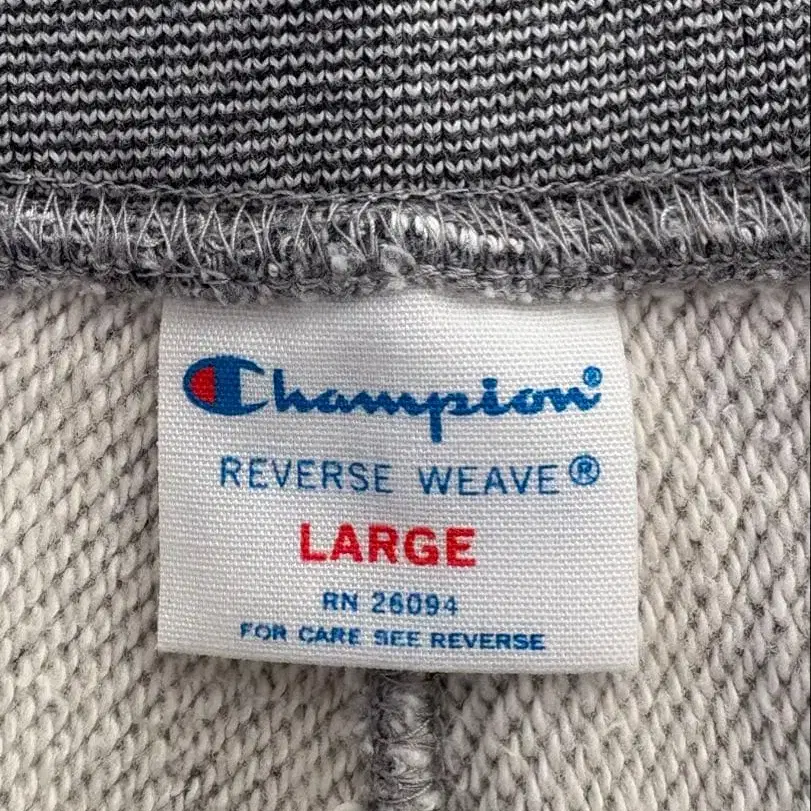 Champion®
REVERSE WEAVE®
LARGE
RN 26094
FOR CARE SEE REVERSE